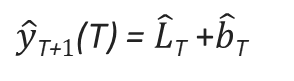 ŷ_{T+1}(T) = L̂_T + b̂_T